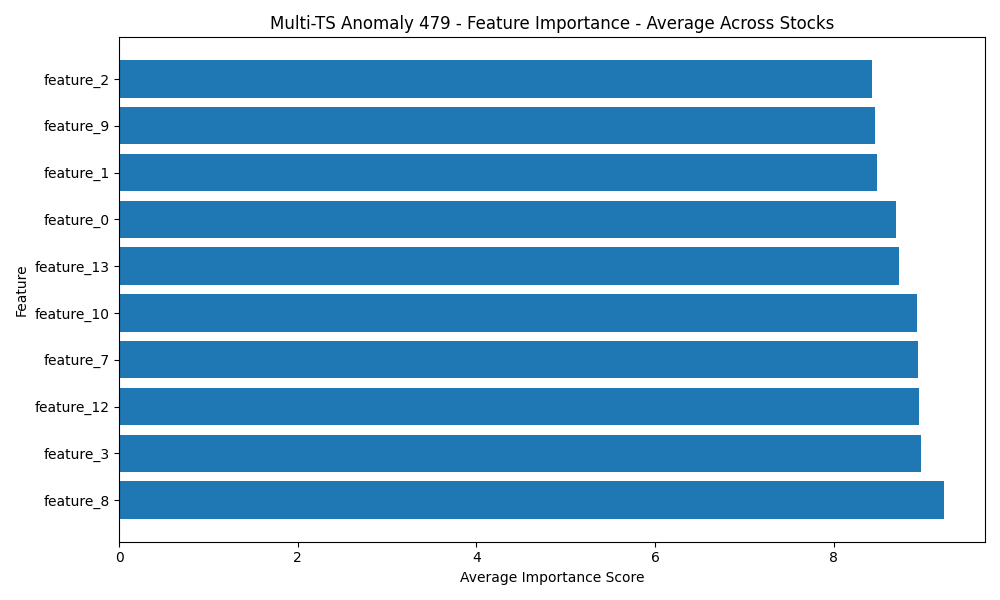 Multi-TS Anomaly 479 - Feature Importance - Average Across Stocks
feature_2
feature_9
feature_1
feature_0
feature_13
feature_10
feature_7
feature_12
feature_3
feature_8
Feature
0 2 4 6 8
Average Importance Score